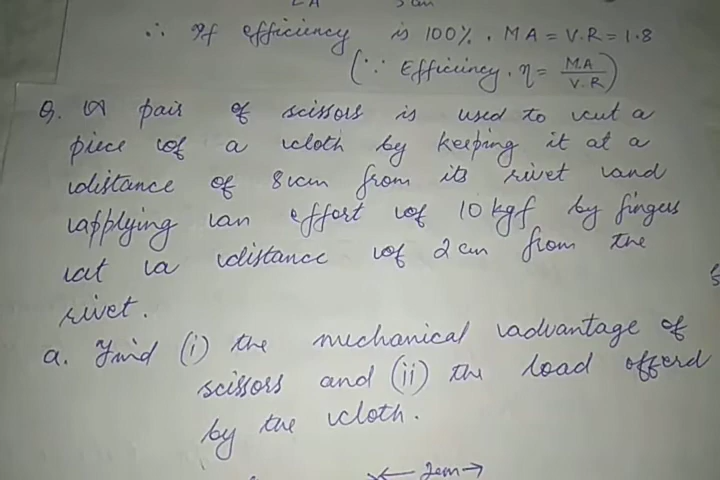 ∴ If efficiency is 100%. MA = V.R = 1.8
(∵ Efficiency, η = M.A / V.R)
Q. A pair of scissors is used to cut a
piece of a cloth by keeping it at a
distance of 8 cm from its rivet and
applying an effort of 10 kgf by fingers
at a distance of 2 cm from the
rivet.
a. Find (i) the mechanical advantage of
scissors and (ii) the load offerd
by the cloth.
← 2cm →